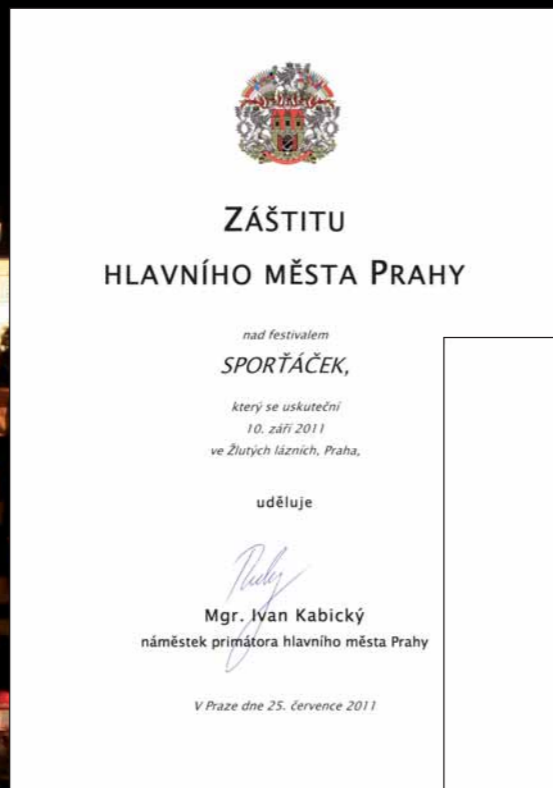 ZÁŠTITU
HLAVNÍHO MĚSTA PRAHY
nad festivalem
SPORŤÁČEK,
který se uskuteční
10. září 2011
ve Žlutých lázních, Praha,
uděluje
Mgr. Ivan Kabický
náměstek primátora hlavního města Prahy
V Praze dne 25. července 2011